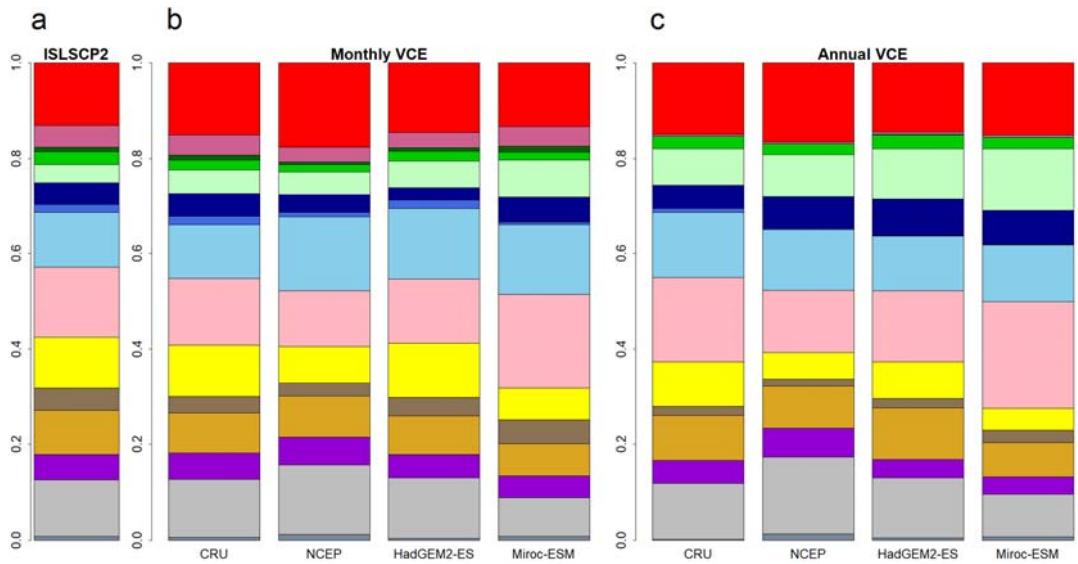 a
b
c
ISLSCP2
Monthly VCE
Annual VCE
1.0
0.8
0.6
0.4
0.2
0.0
1.0
0.8
0.6
0.4
0.2
0.0
CRU
NCEP
HadGEM2-ES
Miroc-ESM
1.0
0.8
0.6
0.4
0.2
0.0
CRU
NCEP
HadGEM2-ES
Miroc-ESM